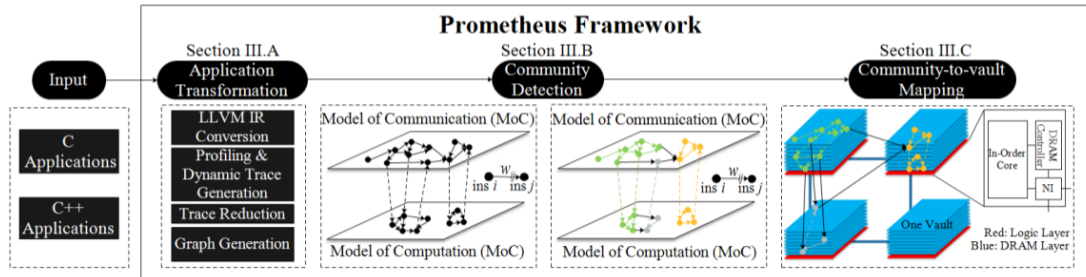 Prometheus Framework
Section III.A
Section III.B
Section III.C
Input
Application
Transformation
Community
Detection
Community-to-vault
Mapping
C
Applications
C++
Applications
LLVM IR
Conversion
Profiling &
Dynamic Trace
Generation
Trace Reduction
Graph Generation
Model of Communication (MoC)
W ij
ins i ins j
Model of Computation (MoC)
Model of Communication (MoC)
W ij
ins i ins j
Model of Computation (MoC)
One Vault
In-Order
Core
DRAM
Controller
NI
Red: Logic Layer
Blue: DRAM Layer